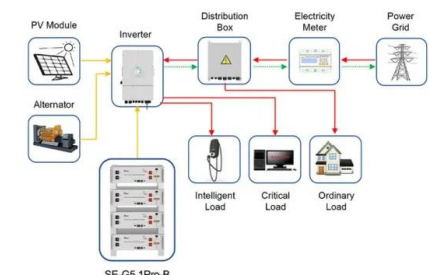 PV Module
Inverter
Distribution
Box
Electricity
Meter
Power
Grid
Alternator
Intelligent
Load
Critical
Load
Ordinary
Load
SE-G5.1Pro-B